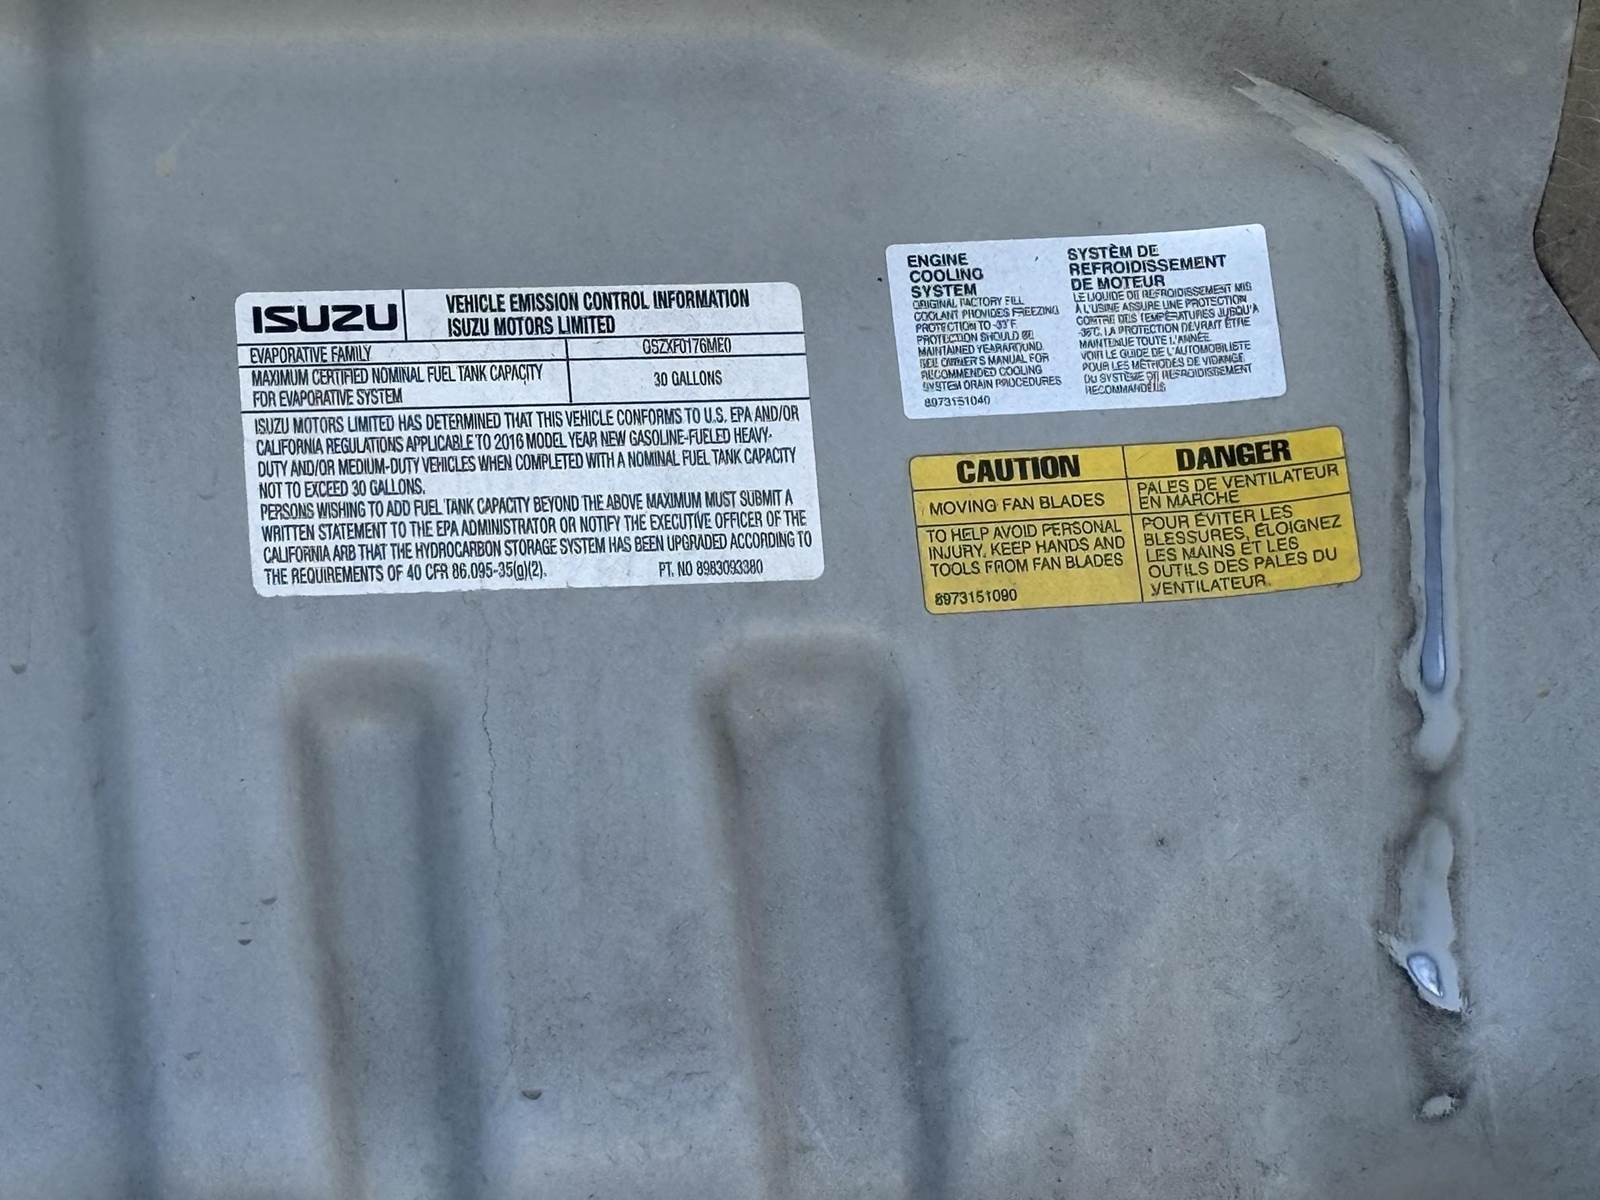 ISUZU
VEHICLE EMISSION CONTROL INFORMATION
ISUZU MOTORS LIMITED
EVAPORATIVE FAMILY
G5ZXF0176ME0
MAXIMUM CERTIFIED NOMINAL FUEL TANK CAPACITY
FOR EVAPORATIVE SYSTEM
30 GALLONS
ISUZU MOTORS LIMITED HAS DETERMINED THAT THIS VEHICLE CONFORMS TO U.S. EPA AND/OR
CALIFORNIA REGULATIONS APPLICABLE TO 2016 MODEL YEAR NEW GASOLINE-FUELED HEAVY-
DUTY AND/OR MEDIUM-DUTY VEHICLES WHEN COMPLETED WITH A NOMINAL FUEL TANK CAPACITY
NOT TO EXCEED 30 GALLONS.
PERSONS WISHING TO ADD FUEL TANK CAPACITY BEYOND THE ABOVE MAXIMUM MUST SUBMIT A
WRITTEN STATEMENT TO THE EPA ADMINISTRATOR OR NOTIFY THE EXECUTIVE OFFICER OF THE
CALIFORNIA ARB THAT THE HYDROCARBON STORAGE SYSTEM HAS BEEN UPGRADED ACCORDING TO
THE REQUIREMENTS OF 40 CFR 86.095-35(g)(2).
PT. NO 8983093380
ENGINE
COOLING
SYSTEM
ORIGINAL FACTORY FILL
COOLANT PROVIDES FREEZING
PROTECTION TO -33°F
PROTECTION SHOULD BE
MAINTAINED YEARAROUND.
SEE OWNER'S MANUAL FOR
RECOMMENDED COOLING
SYSTEM DRAIN PROCEDURES
8973151040
SYSTÈM DE
REFROIDISSEMENT
DE MOTEUR
LE LIQUIDE DE REFROIDISSEMENT MIS
À L'USINE ASSURE UNE PROTECTION
CONTRE DES TEMPÉRATURES JUSQU'A
-36°C. LA PROTECTION DEVRAIT ÊTRE
MAINTENUE TOUTE L'ANNÉE.
VOIR LE GUIDE DE L'AUTOMOBILISTE
POUR LES MÉTHODES DE VIDANGE
DU SYSTÈME DE REFROIDISSEMENT
RECOMMANDÉES
CAUTION
MOVING FAN BLADES
TO HELP AVOID PERSONAL
INJURY, KEEP HANDS AND
TOOLS FROM FAN BLADES
8973151090
DANGER
PALES DE VENTILATEUR
EN MARCHE
POUR ÉVITER LES
BLESSURES, ÉLOIGNEZ
LES MAINS ET LES
OUTILS DES PALES DU
VENTILATEUR.